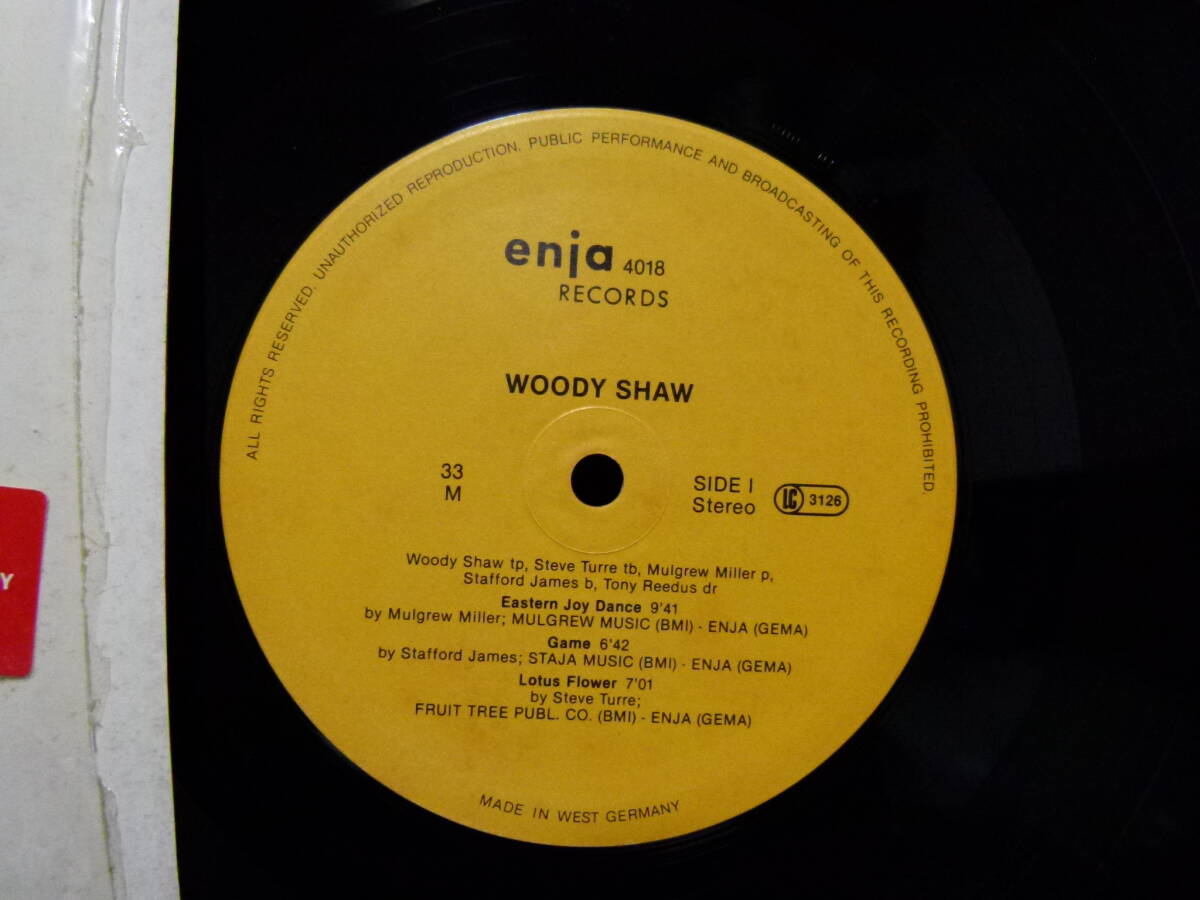 ALL RIGHTS RESERVED. UNAUTHORIZED REPRODUCTION. PUBLIC PERFORMANCE AND BROADCASTING OF THIS RECORDING PROHIBITED.
enja 4018
RECORDS
WOODY SHAW
33
M
SIDE I
Stereo
LC 3126
Woody Shaw tp, Steve Turre tb, Mulgrew Miller p,
Stafford James b, Tony Reedus dr
Eastern Joy Dance 9'41
by Mulgrew Miller; MULGREW MUSIC (BMI) - ENJA (GEMA)
Game 6'42
by Stafford James; STAJA MUSIC (BMI) - ENJA (GEMA)
Lotus Flower 7'01
by Steve Turre;
FRUIT TREE PUBL. CO. (BMI) - ENJA (GEMA)
MADE IN WEST GERMANY
Y